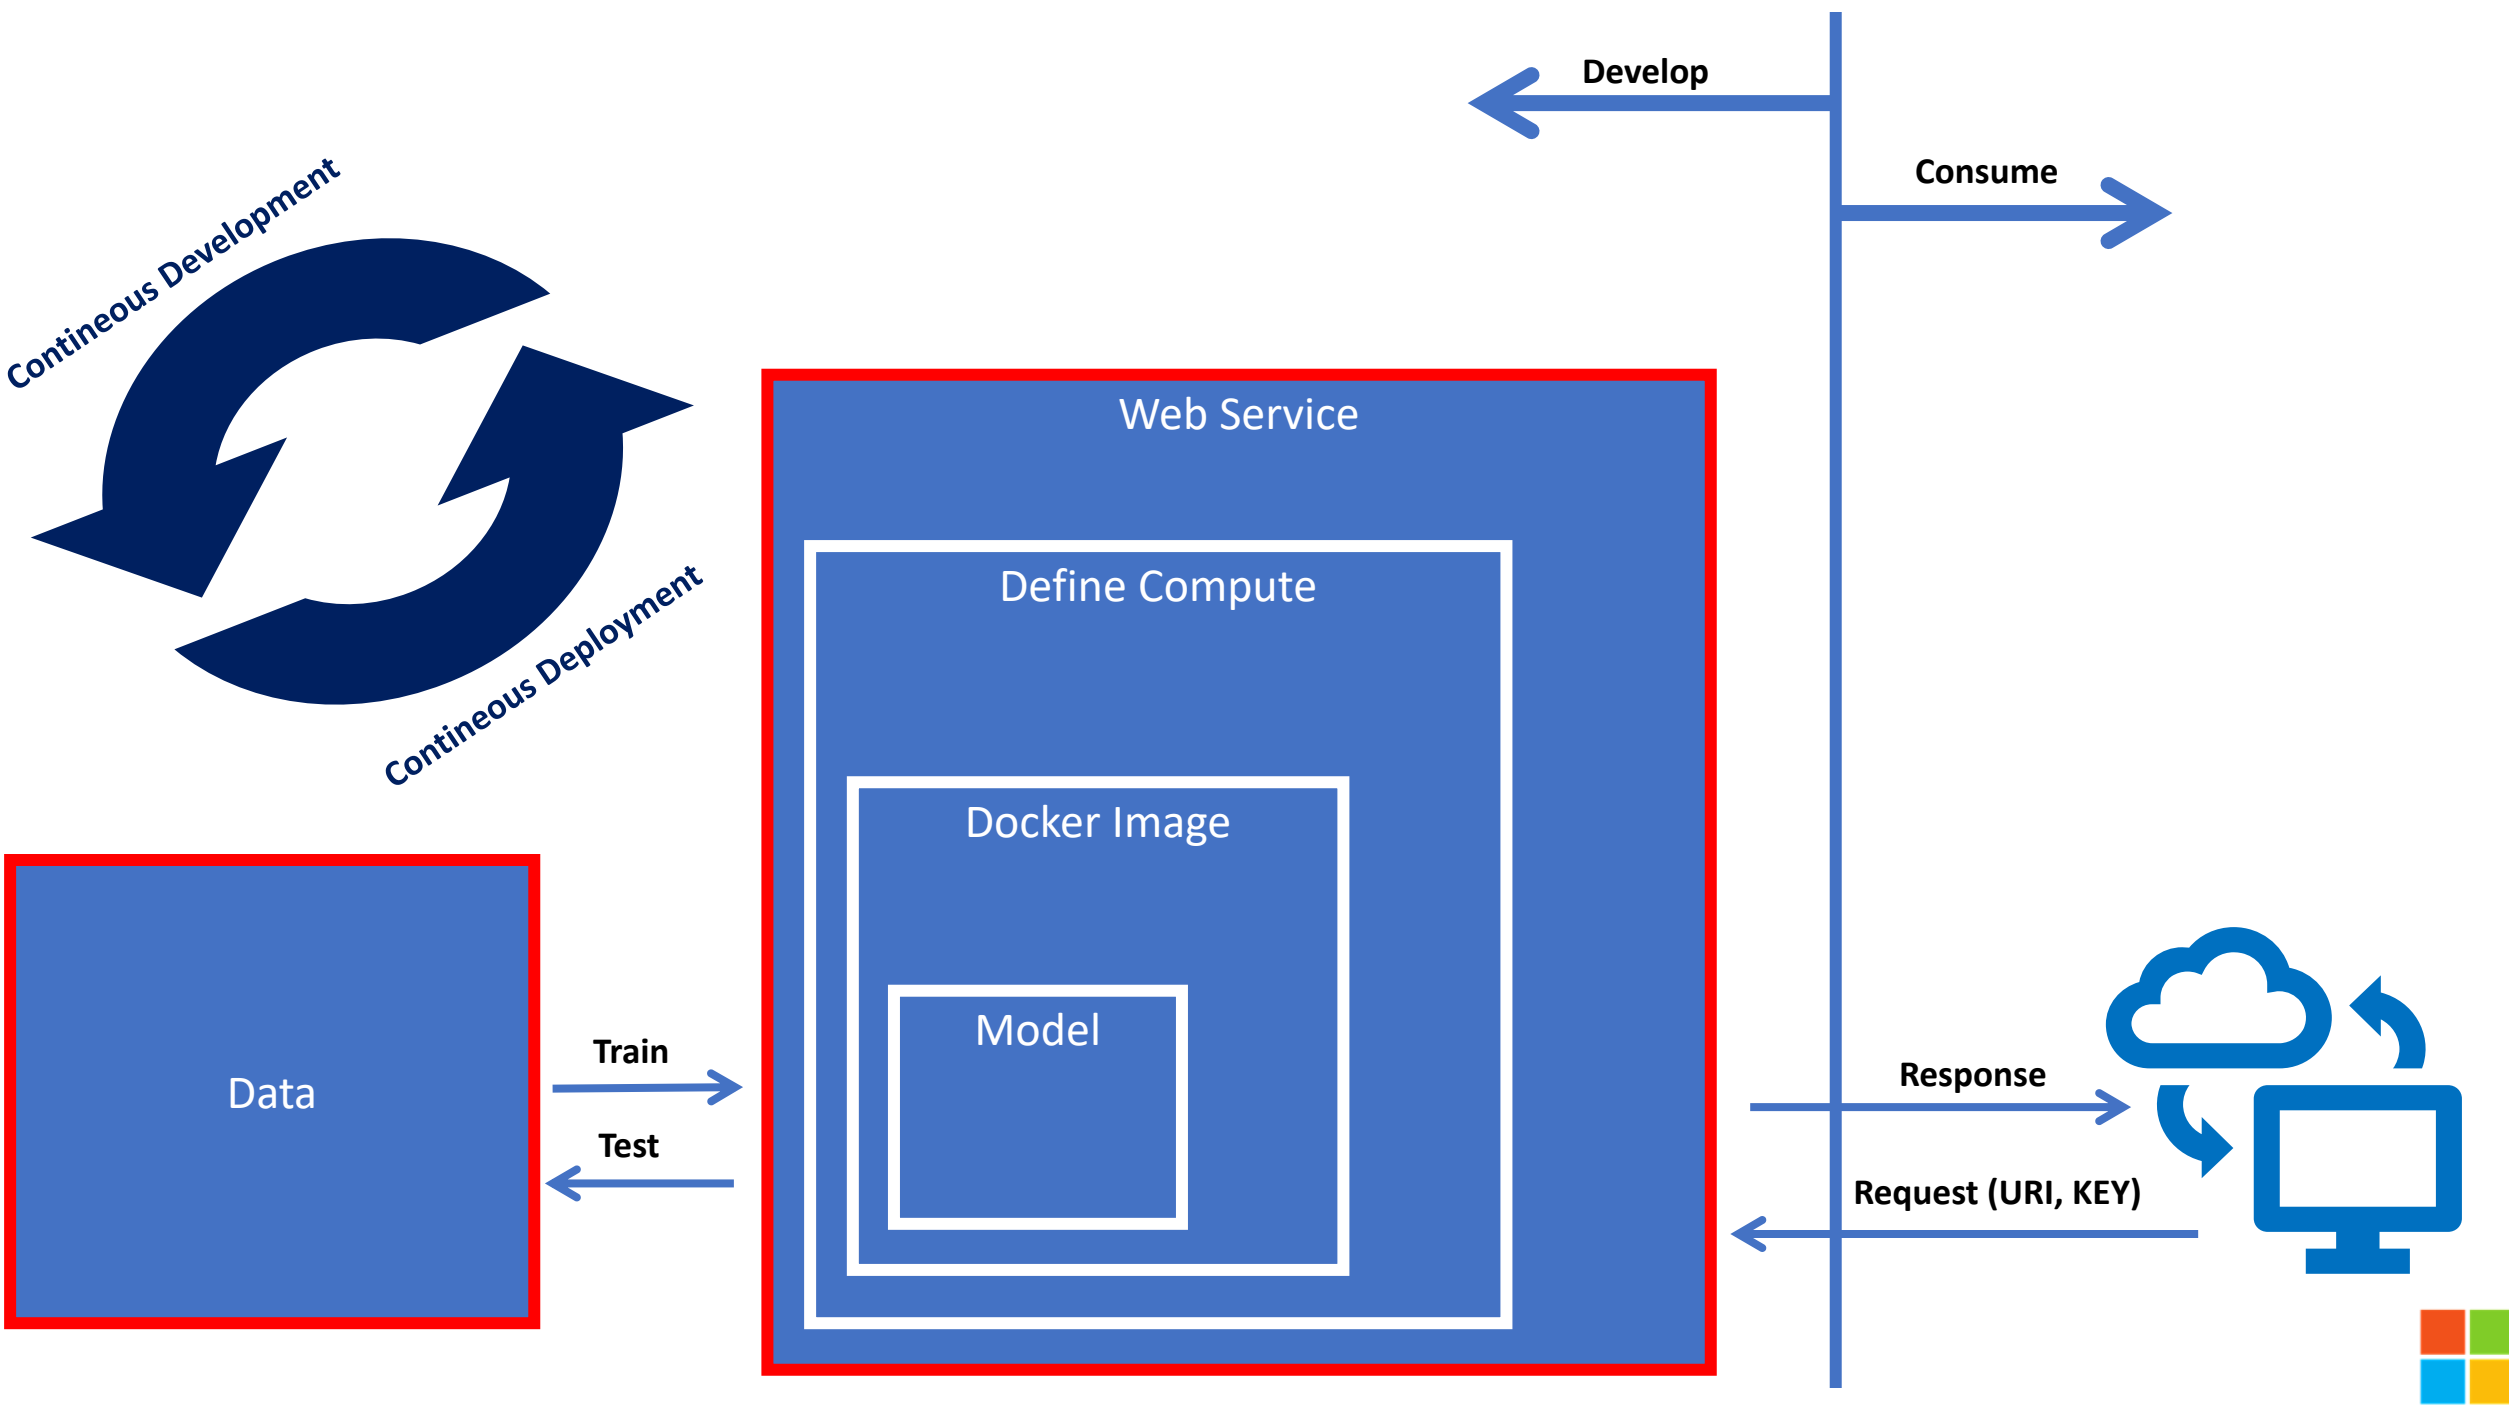 Develop
Consume
Contineous Development
Web Service
Define Compute
Contineous Deployment
Docker Image
Model
Data
Train
Test
Response
Request (URI, KEY)